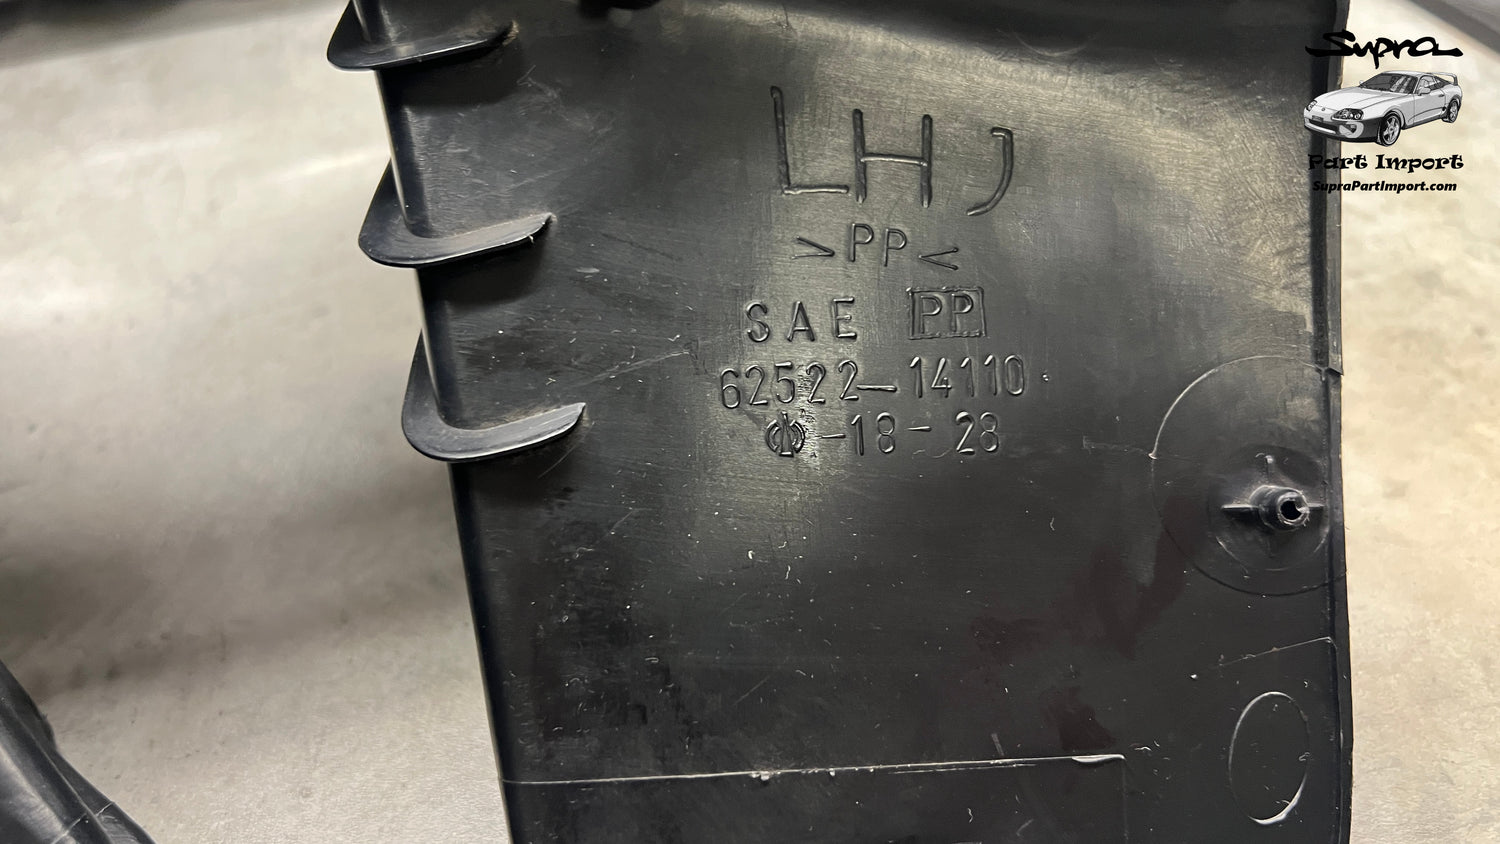 Supra
Part Import
SupraPartImport.com
LHJ
>PP<
SAE PP
62522-14110
-18-28